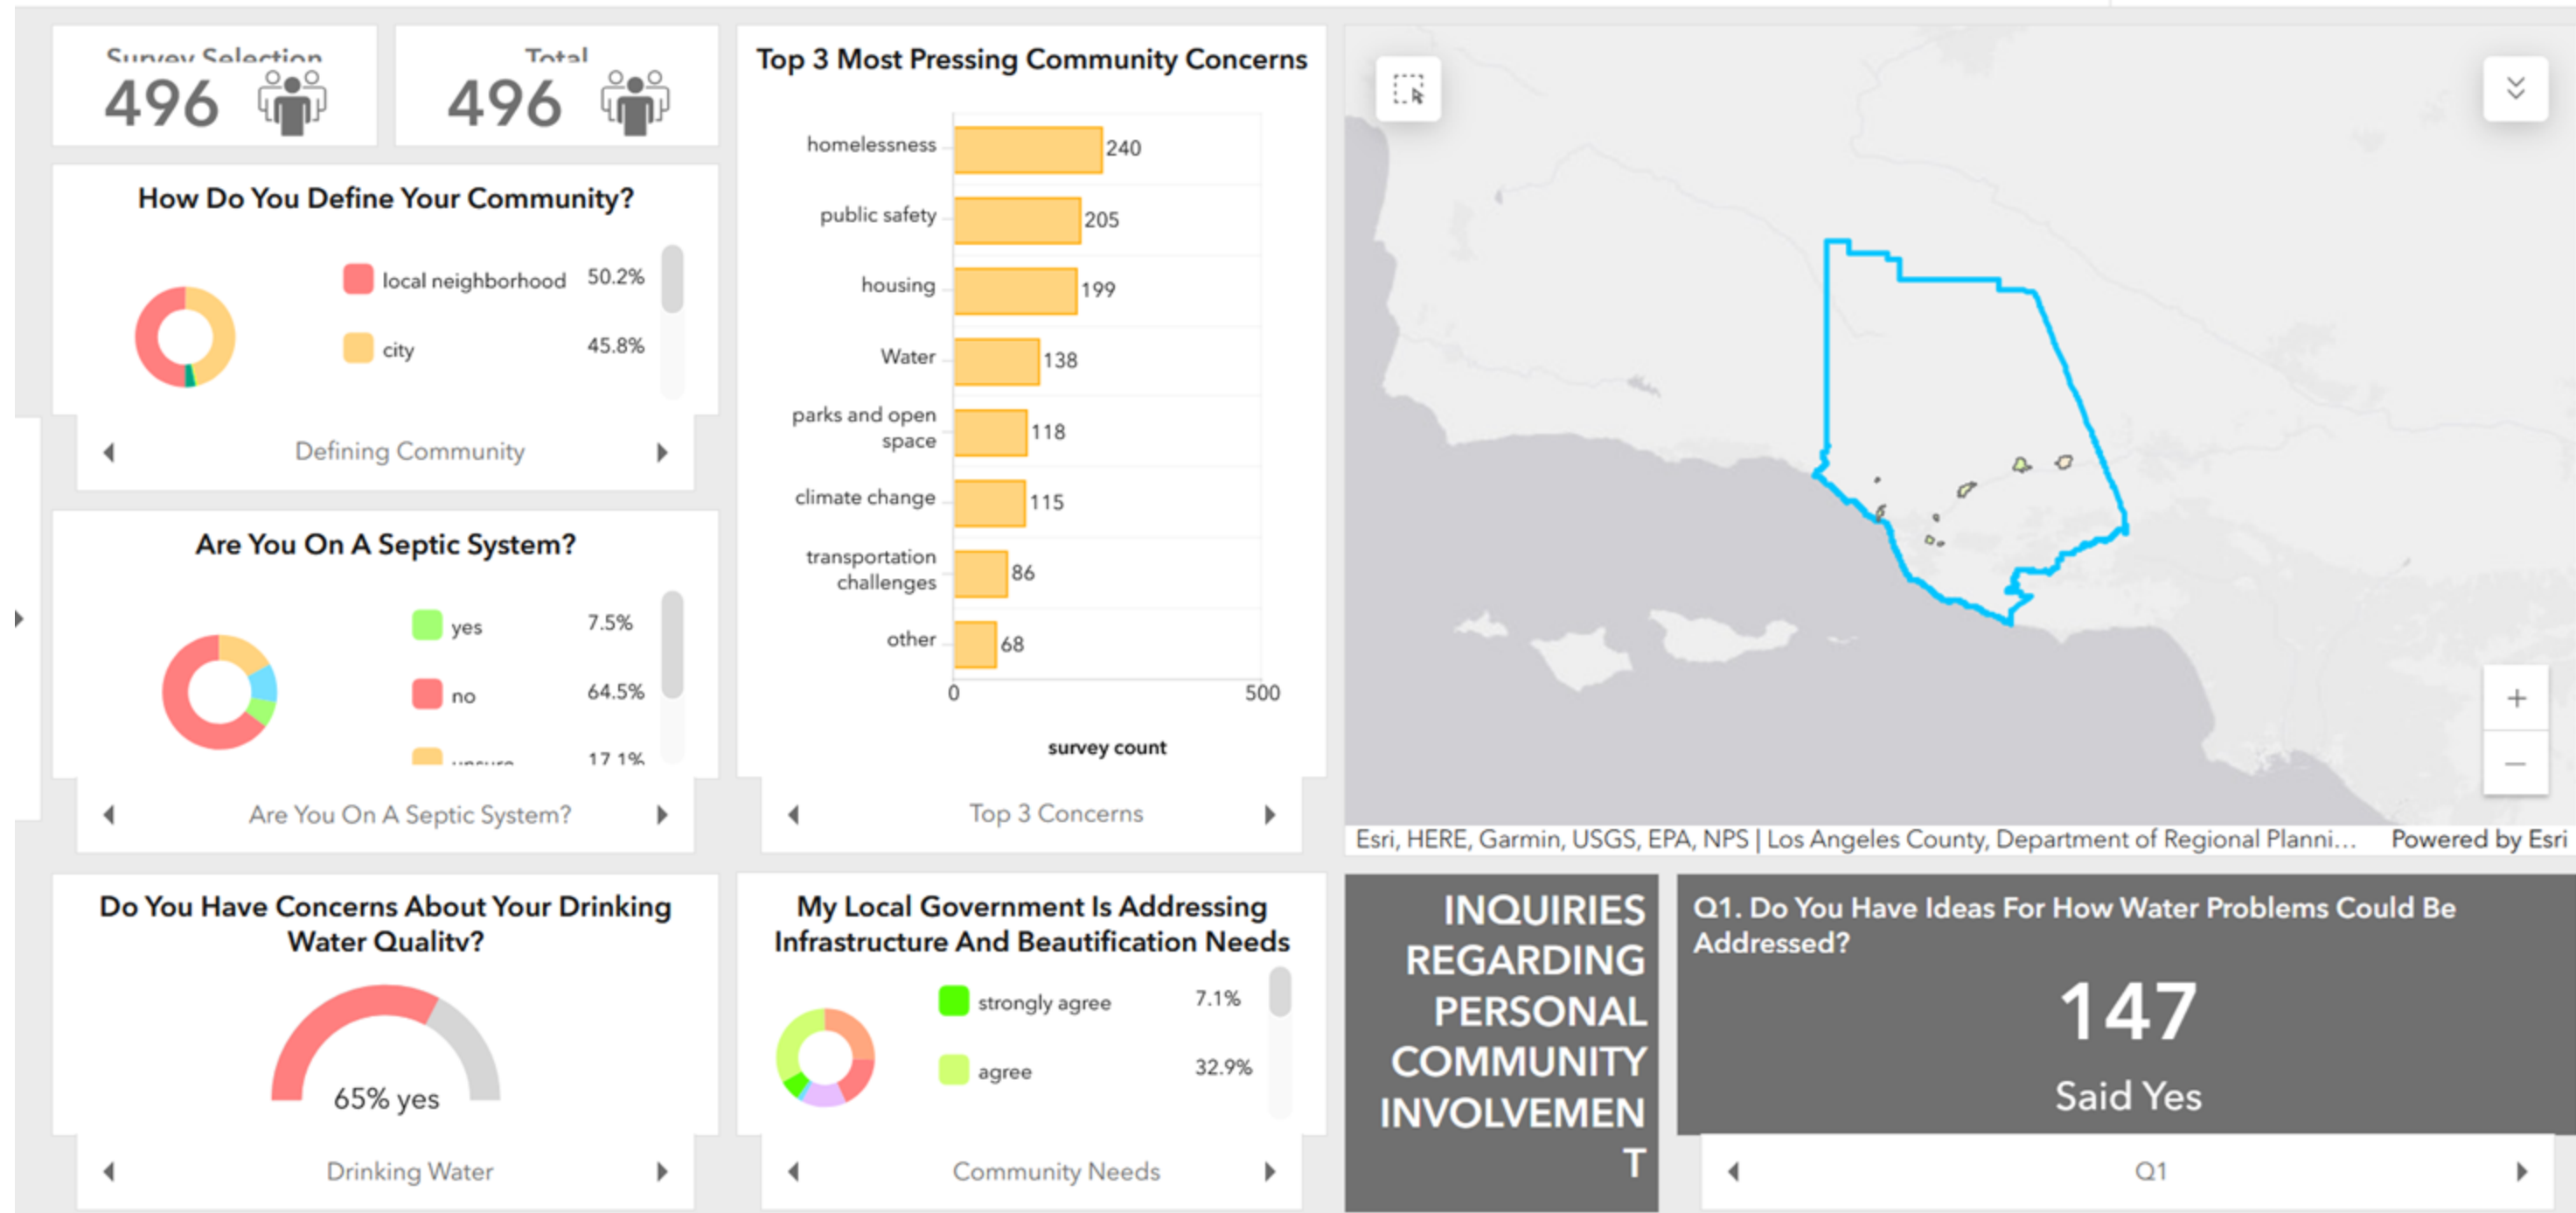 Survey Selection
496
Total
496
How Do You Define Your Community?
local neighborhood 50.2%
city 45.8%
Defining Community
Are You On A Septic System?
yes 7.5%
no 64.5%
unsure 17.1%
Are You On A Septic System?
Do You Have Concerns About Your Drinking
Water Quality?
65% yes
Drinking Water
Top 3 Most Pressing Community Concerns
homelessness 240
public safety 205
housing 199
Water 138
parks and open
space 118
climate change 115
transportation
challenges 86
other 68
0 500
survey count
Top 3 Concerns
My Local Government Is Addressing
Infrastructure And Beautification Needs
strongly agree 7.1%
agree 32.9%
Community Needs
Esri, HERE, Garmin, USGS, EPA, NPS | Los Angeles County, Department of Regional Planni... Powered by Esri
INQUIRIES
REGARDING
PERSONAL
COMMUNITY
INVOLVEMEN
T
Q1. Do You Have Ideas For How Water Problems Could Be
Addressed?
147
Said Yes
Q1